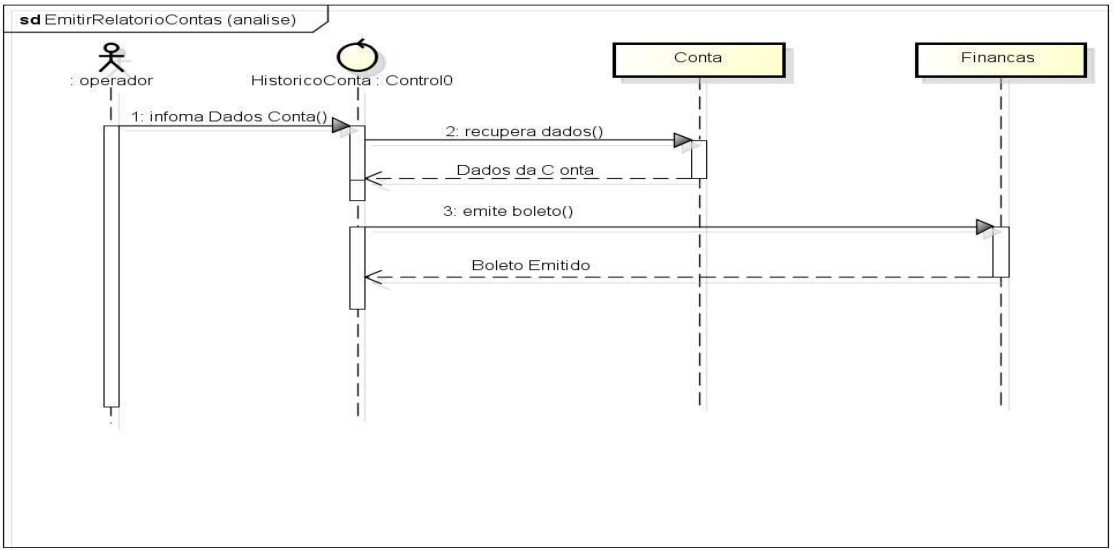 sd EmitirRelatorioContas (analise)
: operador
HistoricoConta : Control0
Conta
Financas
1: infoma Dados Conta()
2: recupera dados()
Dados da C onta
3: emite boleto()
Boleto Emitido